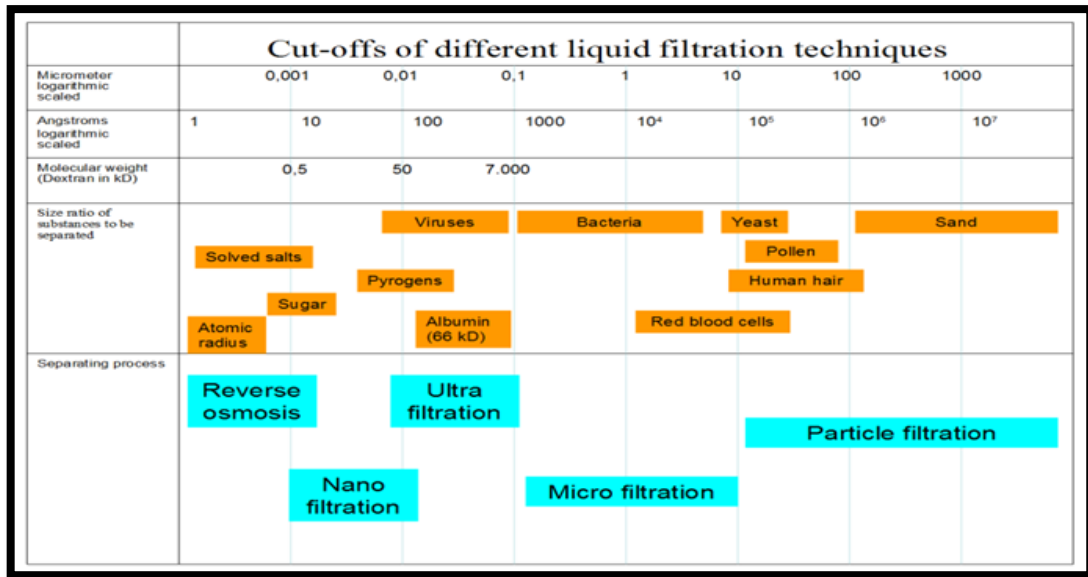 Cut-offs of different liquid filtration techniques
Micrometer
logarithmic
scaled
0,001 0,01 0,1 1 10 100 1000
Angstroms
logarithmic
scaled
1 10 100 1000 10⁴ 10⁵ 10⁶ 10⁷
Molecular weight
(Dextran in kD)
0,5 50 7.000
Size ratio of
substances to be
separated
Viruses Bacteria Yeast Sand
Solved salts Pollen
Pyrogens Human hair
Sugar
Atomic
radius
Albumin
(66 kD)
Red blood cells
Separating process
Reverse
osmosis
Ultra
filtration
Particle filtration
Nano
filtration
Micro filtration